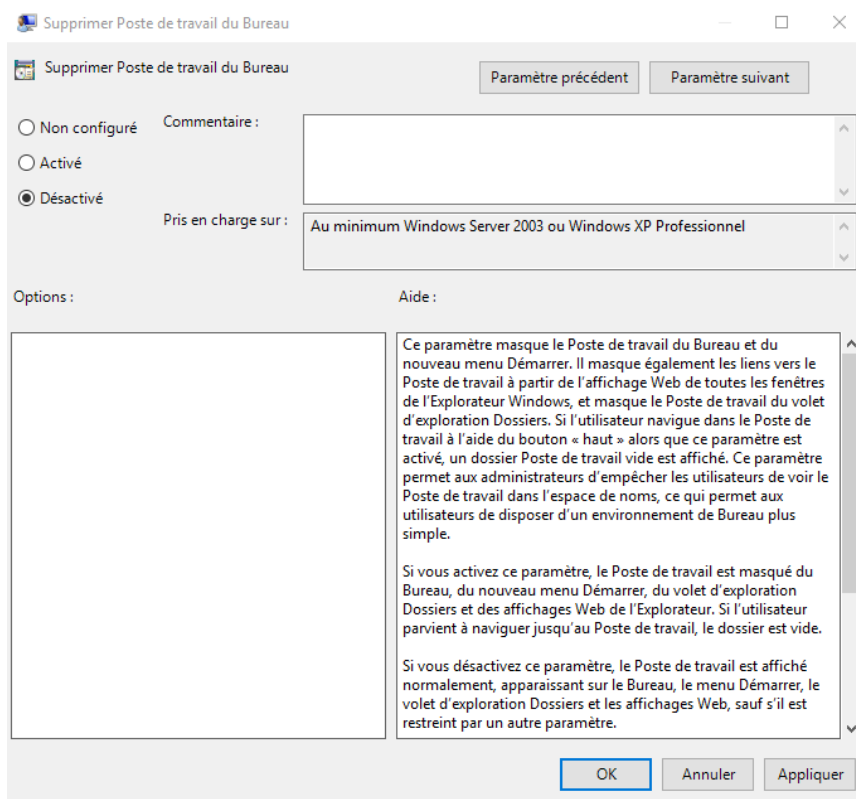 Supprimer Poste de travail du Bureau
Supprimer Poste de travail du Bureau
Paramètre précédent
Paramètre suivant
Non configuré
Commentaire :
Activé
Désactivé
Pris en charge sur :
Au minimum Windows Server 2003 ou Windows XP Professionnel
Options :
Aide :
Ce paramètre masque le Poste de travail du Bureau et du
nouveau menu Démarrer. Il masque également les liens vers le
Poste de travail à partir de l'affichage Web de toutes les fenêtres
de l'Explorateur Windows, et masque le Poste de travail du volet
d'exploration Dossiers. Si l'utilisateur navigue dans le Poste de
travail à l'aide du bouton « haut » alors que ce paramètre est
activé, un dossier Poste de travail vide est affiché. Ce paramètre
permet aux administrateurs d'empêcher les utilisateurs de voir le
Poste de travail dans l'espace de noms, ce qui permet aux
utilisateurs de disposer d'un environnement de Bureau plus
simple.
Si vous activez ce paramètre, le Poste de travail est masqué du
Bureau, du nouveau menu Démarrer, du volet d'exploration
Dossiers et des affichages Web de l'Explorateur. Si l'utilisateur
parvient à naviguer jusqu'au Poste de travail, le dossier est vide.
Si vous désactivez ce paramètre, le Poste de travail est affiché
normalement, apparaissant sur le Bureau, le menu Démarrer, le
volet d'exploration Dossiers et les affichages Web, sauf s'il est
restreint par un autre paramètre.
OK
Annuler
Appliquer